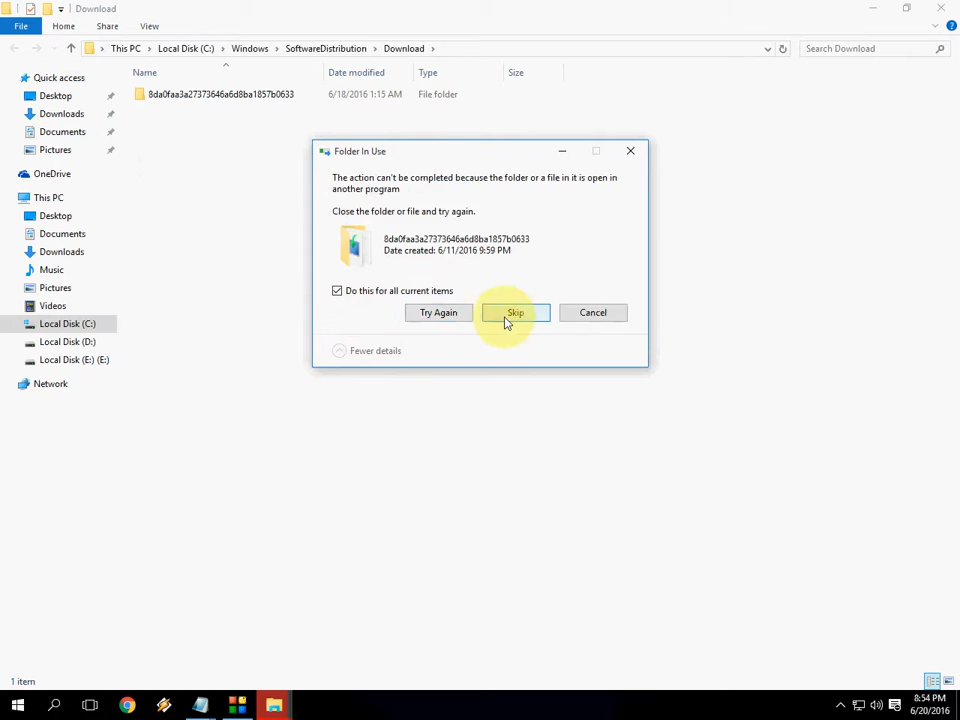 Download
File Home Share View
This PC Local Disk (C:) Windows SoftwareDistribution Download
Search Download
Name Date modified Type Size
8da0faa3a27373646a6d8ba1857b0633 6/18/2016 1:15 AM File folder
Quick access
Desktop
Downloads
Documents
Pictures
OneDrive
This PC
Desktop
Documents
Downloads
Music
Pictures
Videos
Local Disk (C:)
Local Disk (D:)
Local Disk (E:) (E:)
Network
Folder In Use
The action can't be completed because the folder or a file in it is open in
another program
Close the folder or file and try again.
8da0faa3a27373646a6d8ba1857b0633
Date created: 6/11/2016 9:59 PM
Do this for all current items
Try Again Skip Cancel
Fewer details
1 item
8:54 PM
6/20/2016